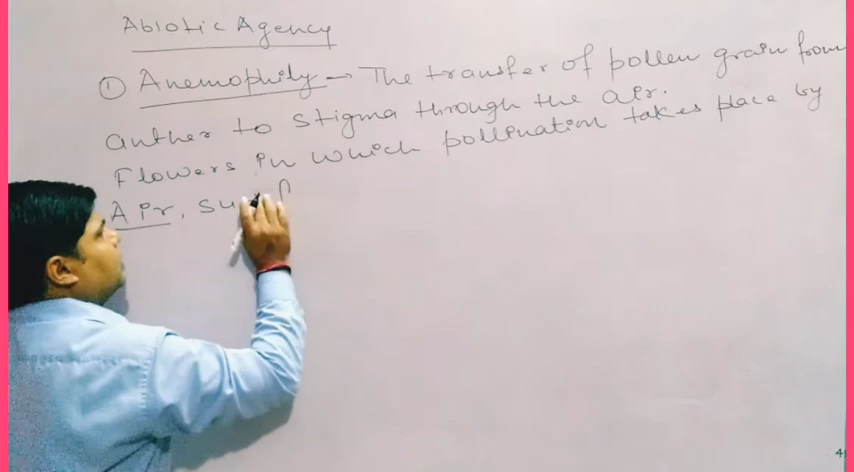 Abiotic Agency
① Anemophily → The transfer of pollen grain from
anther to stigma through the air.
Flowers in which pollination takes place by
Air, su
4